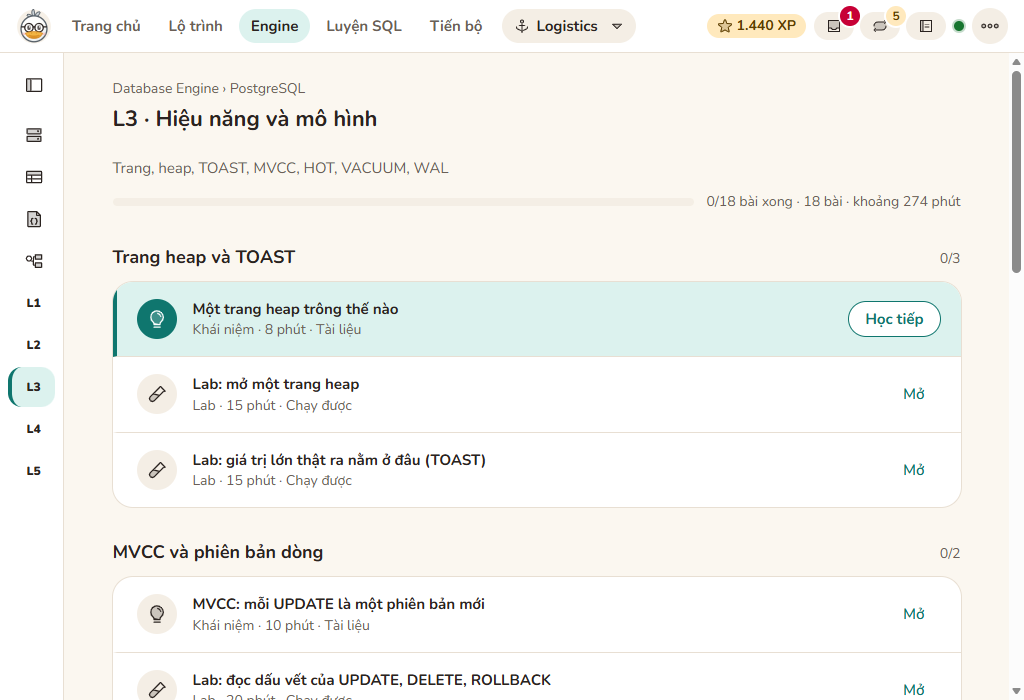 Trang chủ
Lộ trình
Engine
Luyện SQL
Tiến bộ
Logistics
1.440 XP
1
5
Database Engine › PostgreSQL
L3 · Hiệu năng và mô hình
Trang, heap, TOAST, MVCC, HOT, VACUUM, WAL
0/18 bài xong · 18 bài · khoảng 274 phút
L1
L2
L3
L4
L5
Trang heap và TOAST
0/3
Một trang heap trông thế nào
Khái niệm · 8 phút · Tài liệu
Học tiếp
Lab: mở một trang heap
Lab · 15 phút · Chạy được
Mở
Lab: giá trị lớn thật ra nằm ở đâu (TOAST)
Lab · 15 phút · Chạy được
Mở
MVCC và phiên bản dòng
0/2
MVCC: mỗi UPDATE là một phiên bản mới
Khái niệm · 10 phút · Tài liệu
Mở
Lab: đọc dấu vết của UPDATE, DELETE, ROLLBACK
Lab · 20 phút · Chạy được
Mở